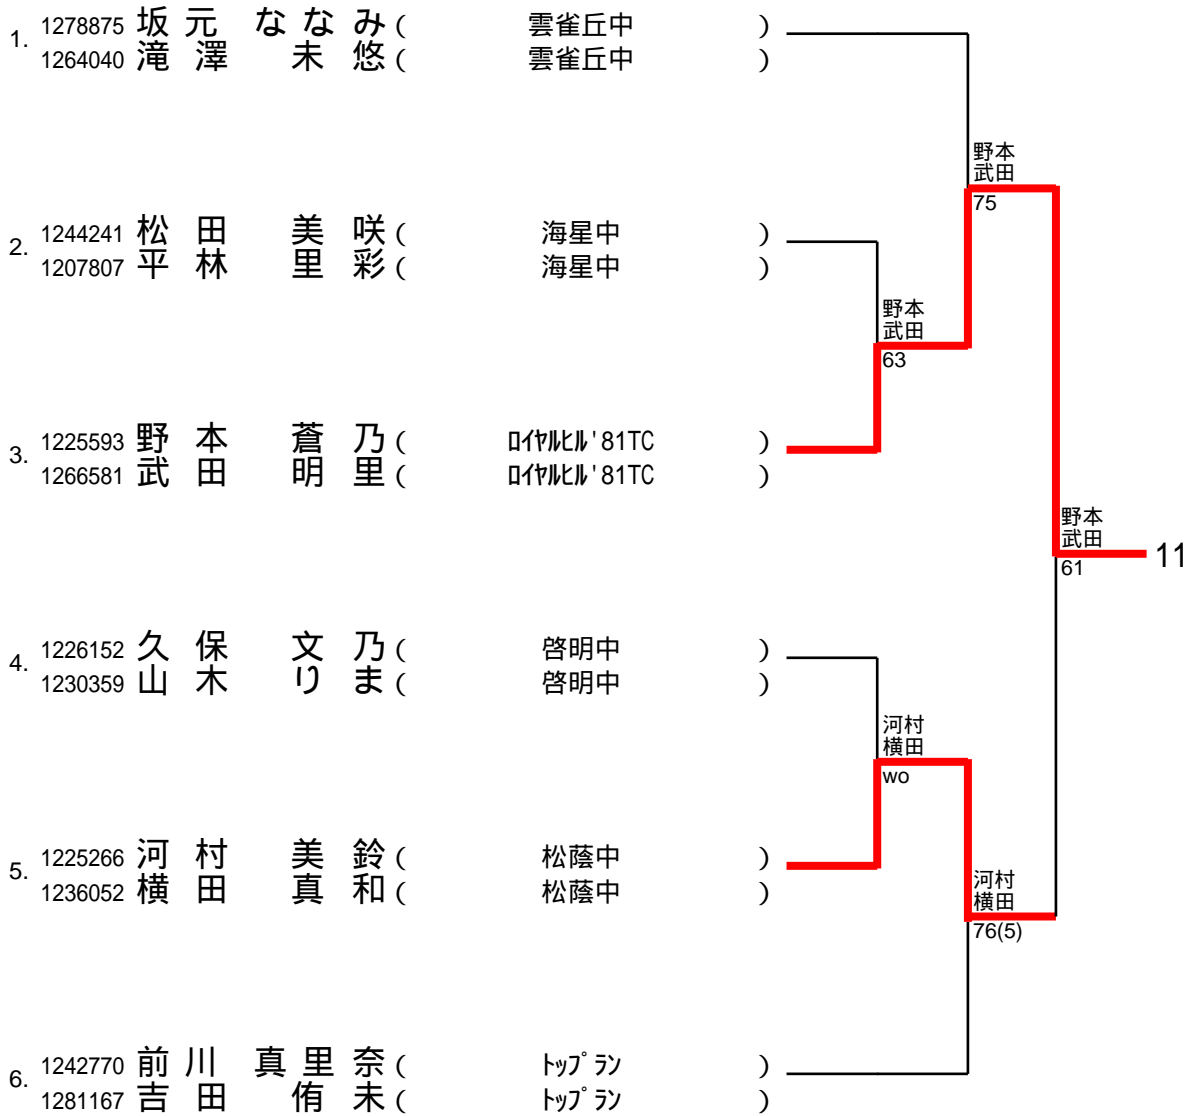 1. 1278875 坂元 ななみ ( 雲雀丘中 )
1264040 滝澤 未悠 ( 雲雀丘中 )
野本
武田
75
2. 1244241 松田 美咲 ( 海星中 )
1207807 平林 里彩 ( 海星中 )
野本
武田
63
3. 1225593 野本 蒼乃 ( ﾛｲﾔﾙﾋﾙ'81TC )
1266581 武田 明里 ( ﾛｲﾔﾙﾋﾙ'81TC )
野本
武田
61
11
4. 1226152 久保 文乃 ( 啓明中 )
1230359 山木 りま ( 啓明中 )
河村
横田
wo
5. 1225266 河村 美鈴 ( 松蔭中 )
1236052 横田 真和 ( 松蔭中 )
河村
横田
76(5)
6. 1242770 前川 真里奈 ( ﾄｯﾌﾟﾗﾝ )
1281167 吉田 侑未 ( ﾄｯﾌﾟﾗﾝ )